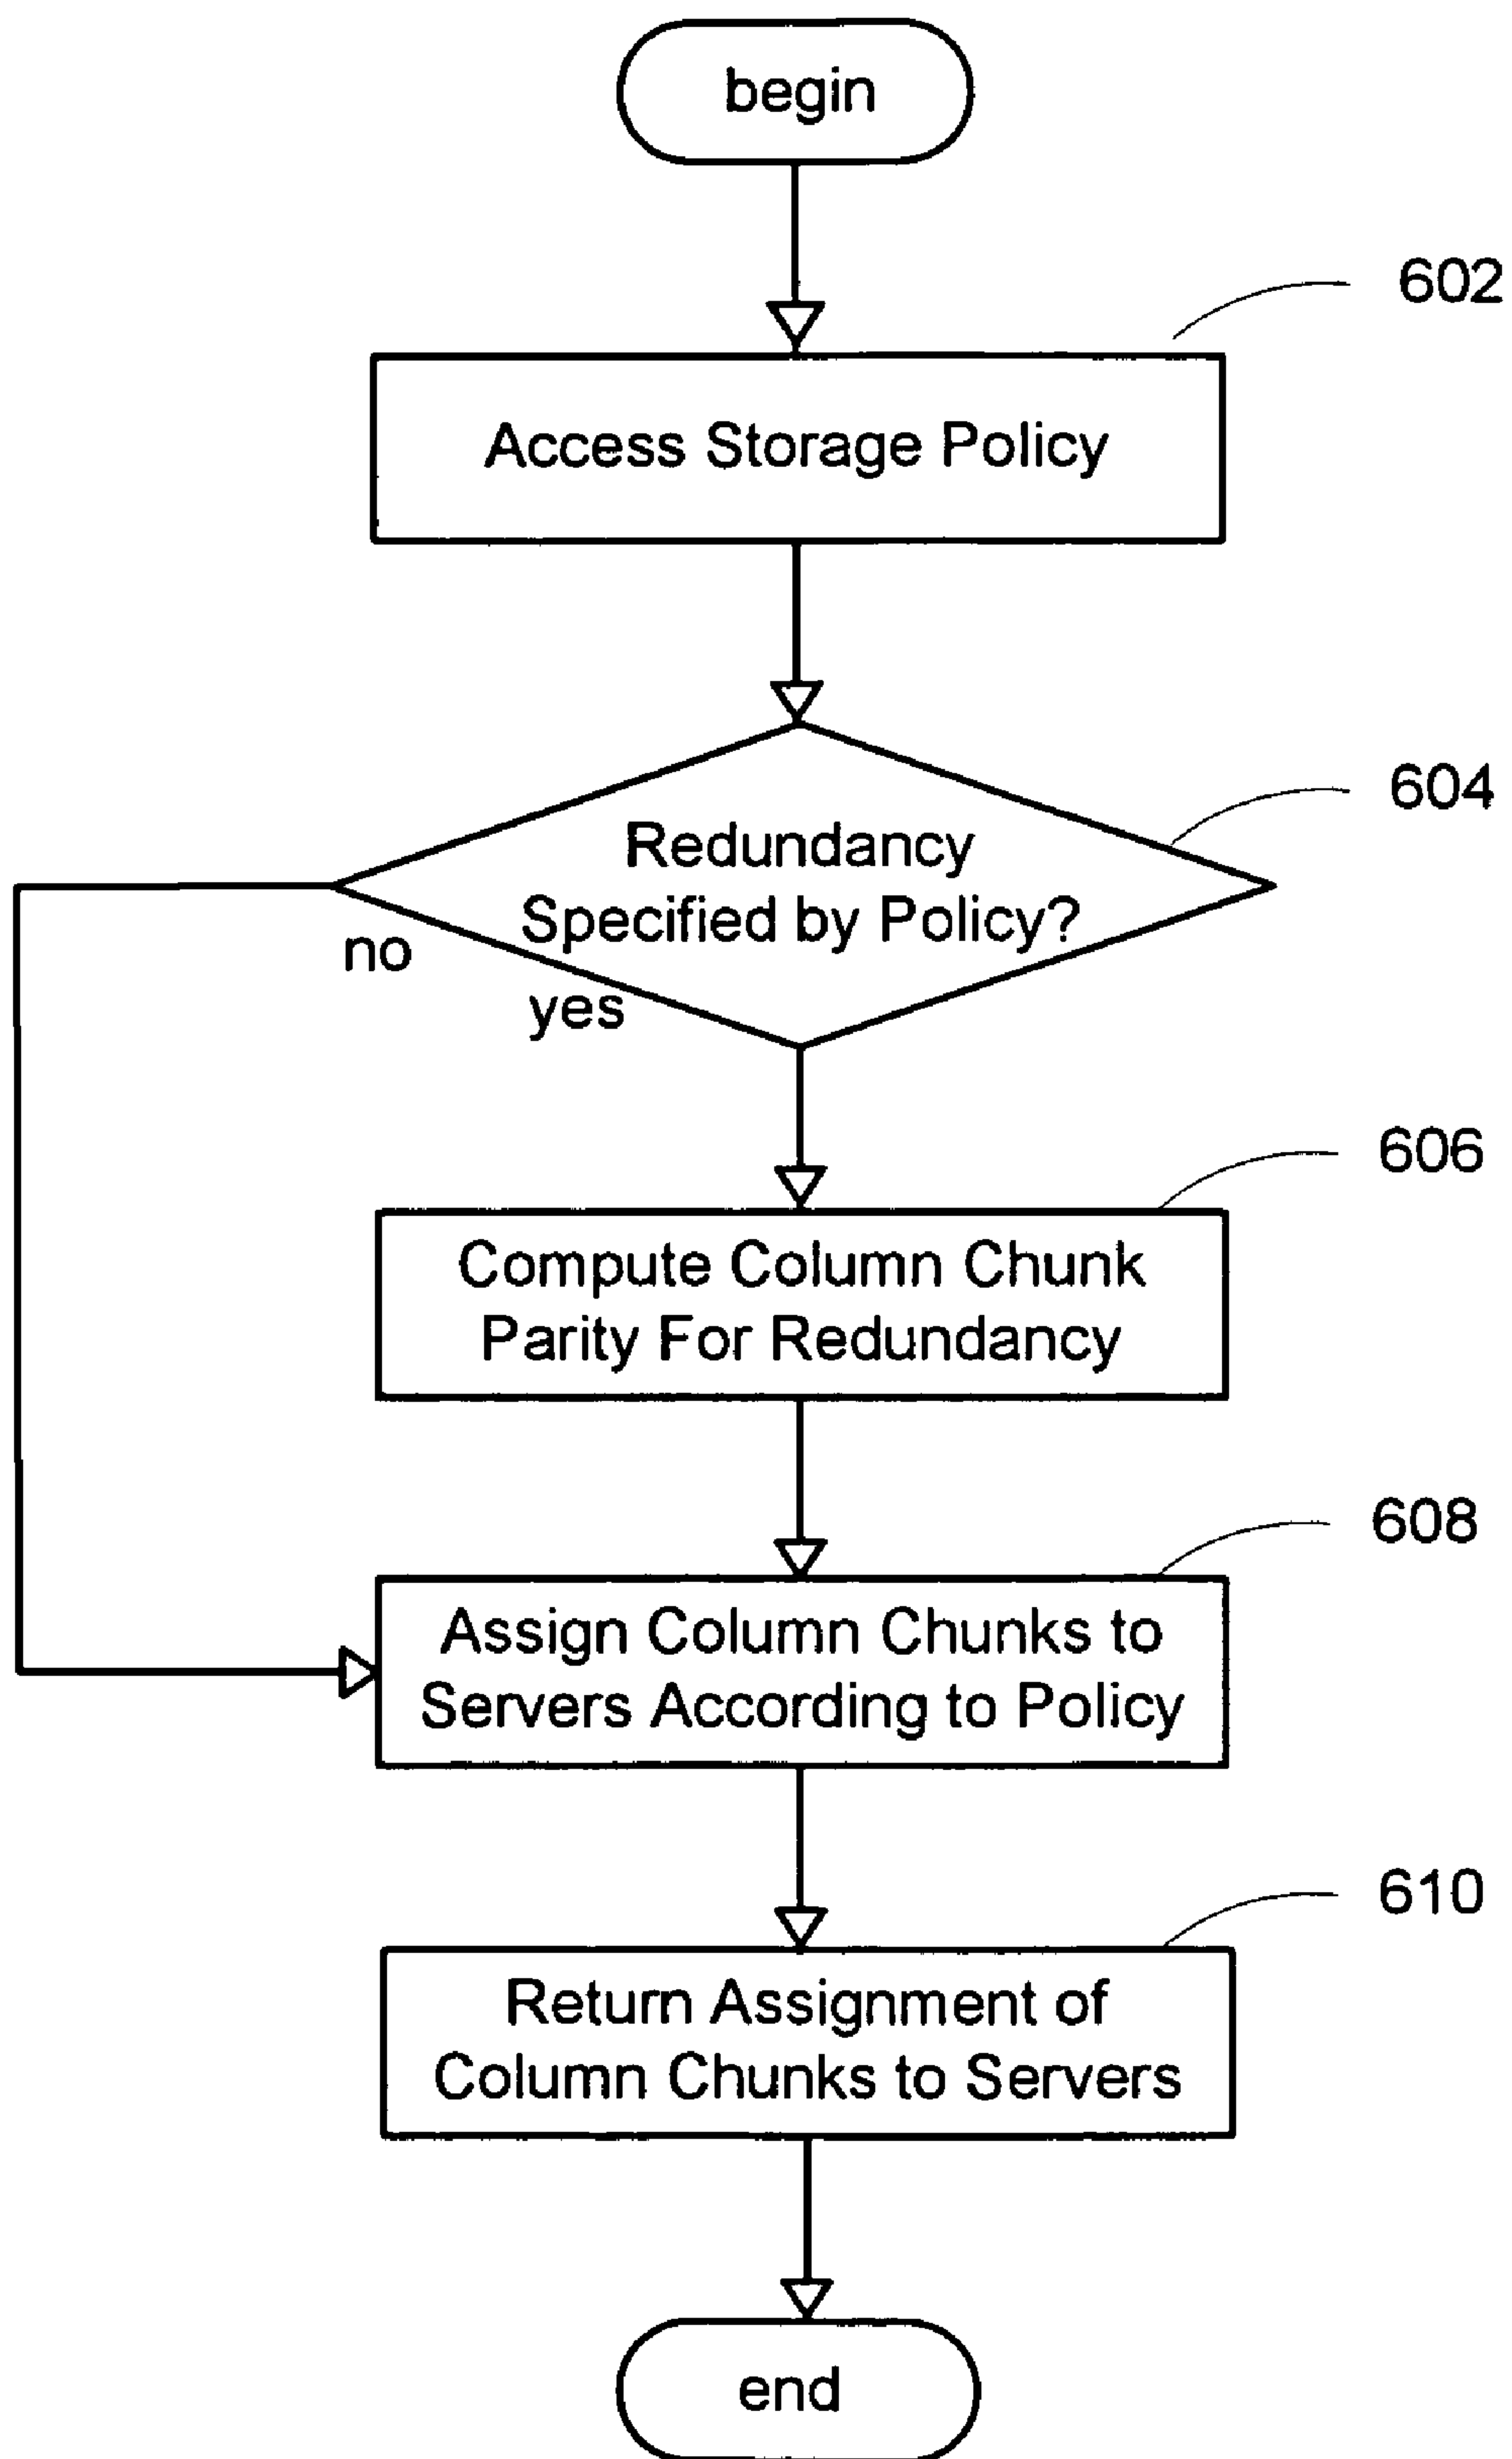 begin
602
Access Storage Policy
604
Redundancy
Specified by Policy?
no
yes
606
Compute Column Chunk
Parity For Redundancy
608
Assign Column Chunks to
Servers According to Policy
610
Return Assignment of
Column Chunks to Servers
end